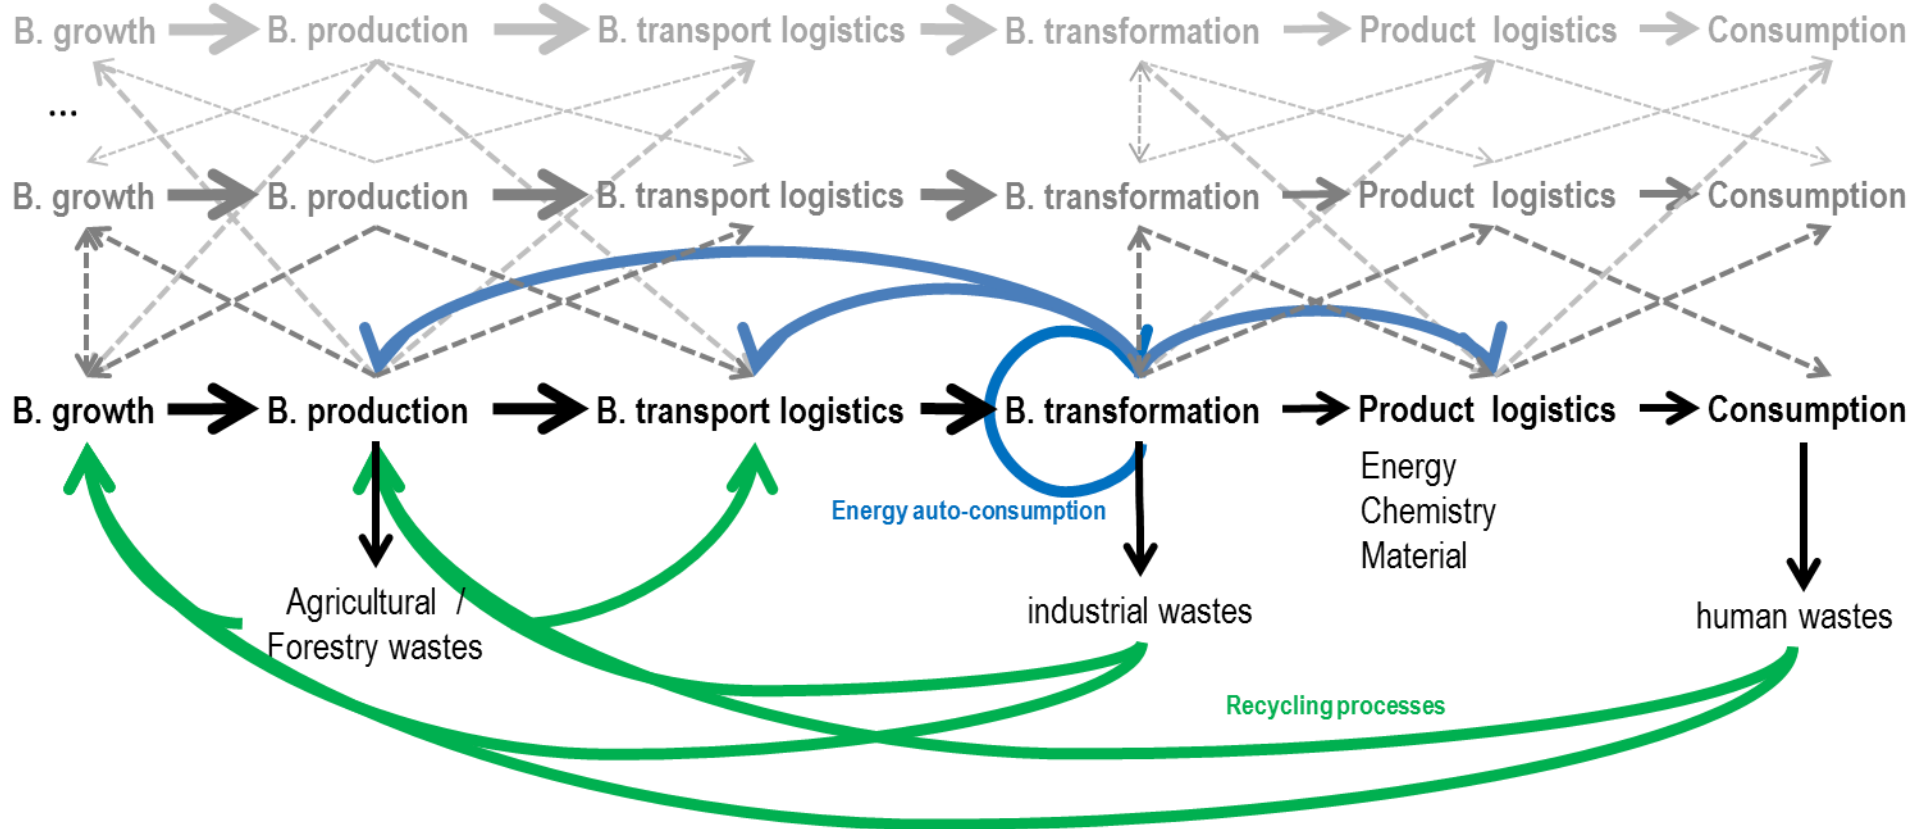 B. growth B. production B. transport logistics B. transformation Product logistics Consumption
...
B. growth B. production B. transport logistics B. transformation Product logistics Consumption
B. growth B. production B. transport logistics B. transformation Product logistics Consumption
Energy
Chemistry
Material
Energy auto-consumption
Agricultural /
Forestry wastes
industrial wastes
human wastes
Recycling processes